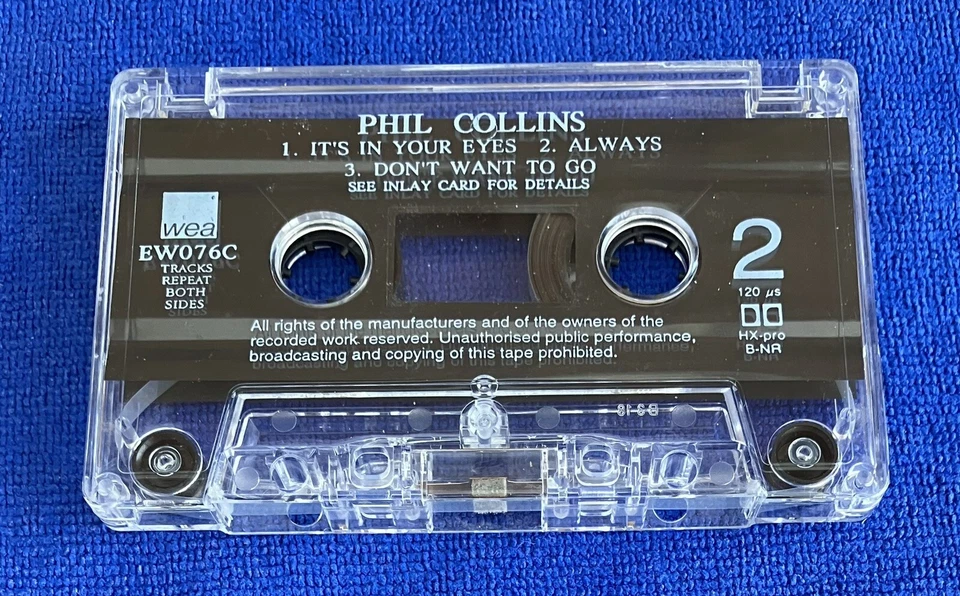 PHIL COLLINS
1. IT'S IN YOUR EYES 2. ALWAYS
3. DON'T WANT TO GO
SEE INLAY CARD FOR DETAILS
wea
EW076C
TRACKS
REPEAT
BOTH
SIDES
2
120 µs
HX-pro
B-NR
All rights of the manufacturers and of the owners of the
recorded work reserved. Unauthorised public performance,
broadcasting and copying of this tape prohibited.